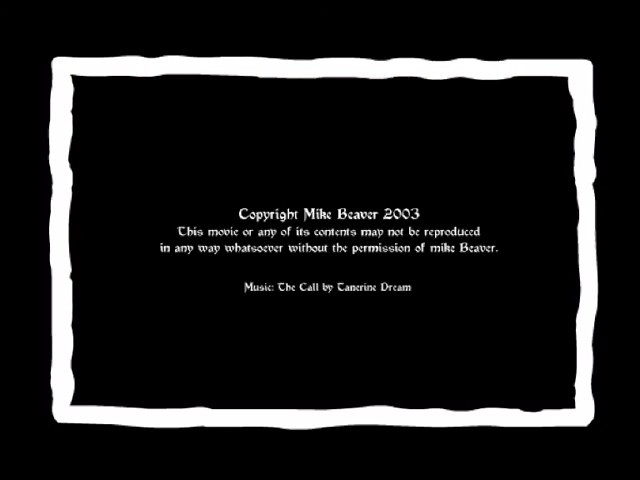 Copyright Mike Beaver 2003
This movie or any of its contents may not be reproduced
in any way whatsoever without the permission of mike Beaver.
Music: The Call by Tanerine Dream